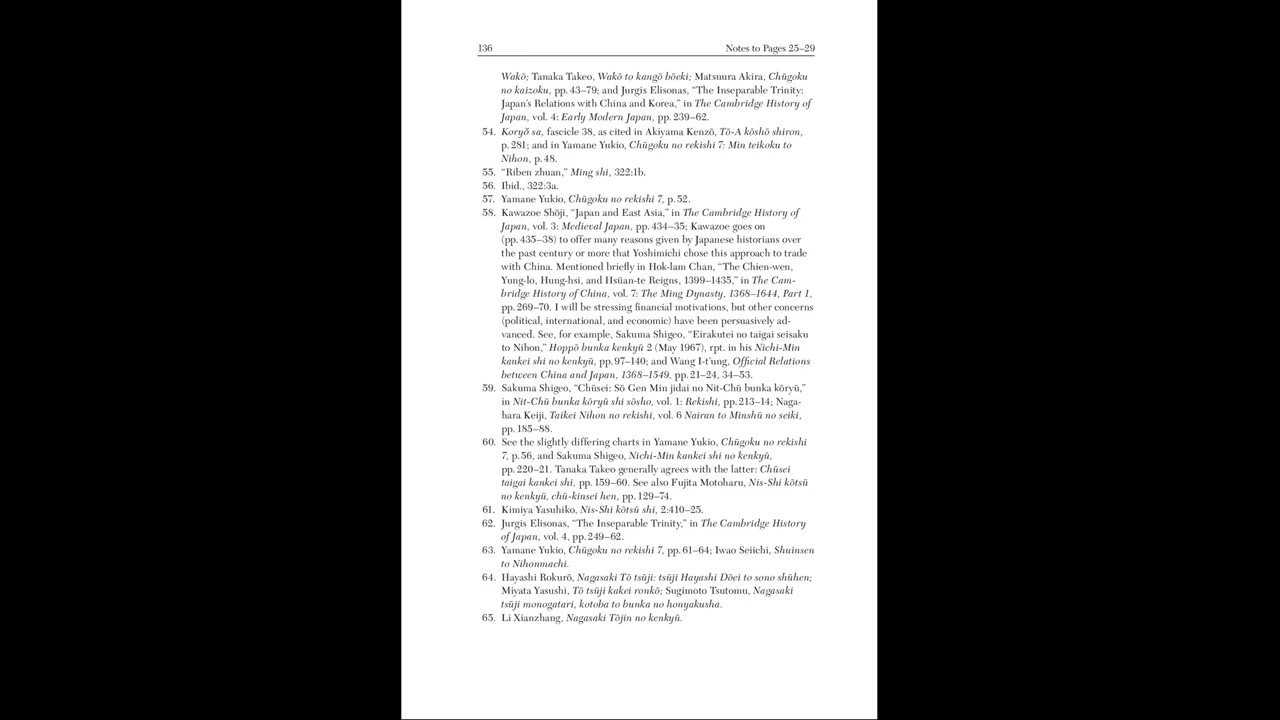 136 Notes to Pages 25–29
Wakō; Tanaka Takeo, Wakō to kangō bōeki; Matsuura Akira, Chūgoku
no kaizoku, pp. 43–79; and Jurgis Elisonas, “The Inseparable Trinity:
Japan’s Relations with China and Korea,” in The Cambridge History of
Japan, vol. 4: Early Modern Japan, pp. 239–62.
54. Koryŏ sa, fascicle 38, as cited in Akiyama Kenzō, Tō-A kōshō shiron,
p. 281; and in Yamane Yukio, Chūgoku no rekishi 7: Min teikoku to
Nihon, p. 48.
55. “Riben zhuan,” Ming shi, 322:1b.
56. Ibid., 322:3a.
57. Yamane Yukio, Chūgoku no rekishi 7, p. 52.
58. Kawazoe Shōji, “Japan and East Asia,” in The Cambridge History of
Japan, vol. 3: Medieval Japan, pp. 434–35; Kawazoe goes on
(pp. 435–38) to offer many reasons given by Japanese historians over
the past century or more that Yoshimichi chose this approach to trade
with China. Mentioned briefly in Hok-lam Chan, “The Chien-wen,
Yung-lo, Hung-hsi, and Hsüan-te Reigns, 1399–1435,” in The Cam-
bridge History of China, vol. 7: The Ming Dynasty, 1368–1644, Part 1,
pp. 269–70. I will be stressing financial motivations, but other concerns
(political, international, and economic) have been persuasively ad-
vanced. See, for example, Sakuma Shigeo, “Eirakutei no taigai seisaku
to Nihon,” Hoppō bunka kenkyū 2 (May 1967), rpt. in his Nichi-Min
kankei shi no kenkyū, pp. 97–140; and Wang I-t’ung, Official Relations
between China and Japan, 1368–1549, pp. 21–24, 34–53.
59. Sakuma Shigeo, “Chūsei: Sō Gen Min jidai no Nit-Chū bunka kōryū,”
in Nit-Chū bunka kōryū shi sōsho, vol. 1: Rekishi, pp. 213–14; Naga-
hara Keiji, Taikei Nihon no rekishi, vol. 6 Nairan to Minshū no seiki,
pp. 185–88.
60. See the slightly differing charts in Yamane Yukio, Chūgoku no rekishi
7, p. 56, and Sakuma Shigeo, Nichi-Min kankei shi no kenkyū,
pp. 220–21. Tanaka Takeo generally agrees with the latter: Chūsei
taigai kankei shi, pp. 159–60. See also Fujita Motoharu, Nis-Shi kōtsū
no kenkyū, chū-kinsei hen, pp. 129–74.
61. Kimiya Yasuhiko, Nis-Shi kōtsū shi, 2:410–25.
62. Jurgis Elisonas, “The Inseparable Trinity,” in The Cambridge History
of Japan, vol. 4, pp. 249–62.
63. Yamane Yukio, Chūgoku no rekishi 7, pp. 61–64; Iwao Seiichi, Shuinsen
to Nihonmachi.
64. Hayashi Rokurō, Nagasaki Tō tsūji: tsūji Hayashi Dōei to sono shūhen;
Miyata Yasushi, Tō tsūji kakei ronkō; Sugimoto Tsutomu, Nagasaki
tsūji monogatari, kotoba to bunka no honyakusha.
65. Li Xianzhang, Nagasaki Tōjin no kenkyū.